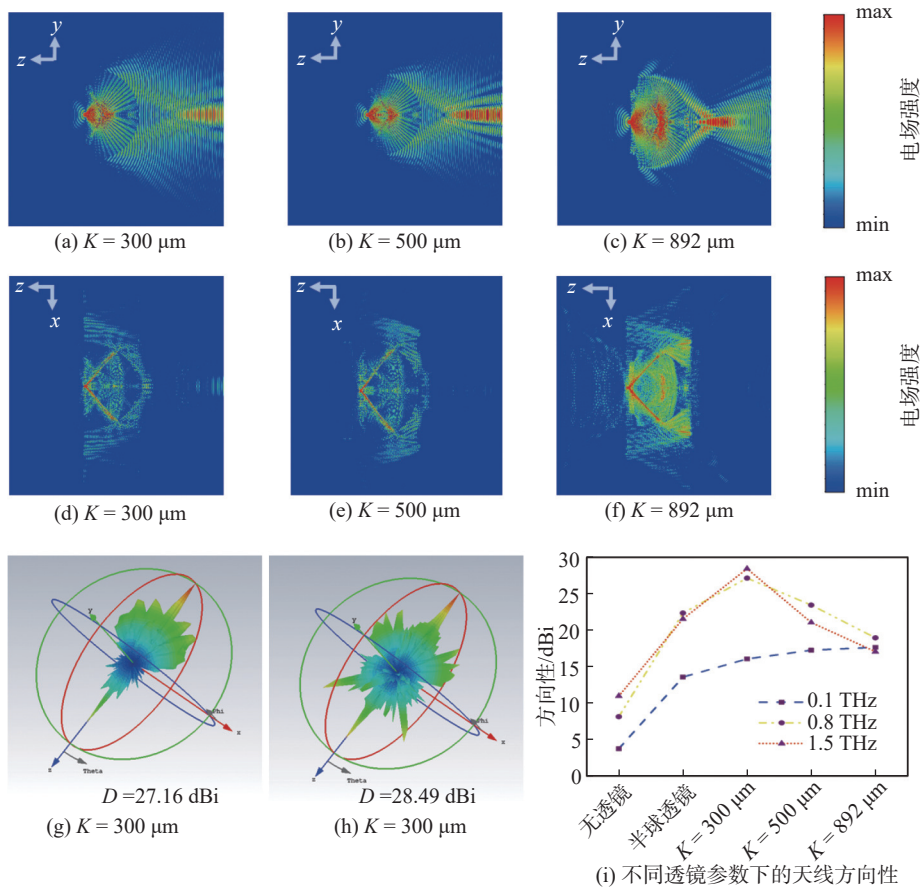 y
z
y
z
y
z
max
电场强度
min
(a) K = 300 μm
(b) K = 500 μm
(c) K = 892 μm
z
x
z
x
z
x
max
电场强度
min
(d) K = 300 μm
(e) K = 500 μm
(f) K = 892 μm
Y
Phi
x
z
Theta
D =27.16 dBi
(g) K = 300 μm
Y
Phi
x
z
Theta
D =28.49 dBi
(h) K = 300 μm
方向性/dBi
30
25
20
15
10
5
0
0.1 THz
0.8 THz
1.5 THz
无透镜
半球透镜
K = 300 μm
K = 500 μm
K = 892 μm
(i) 不同透镜参数下的天线方向性